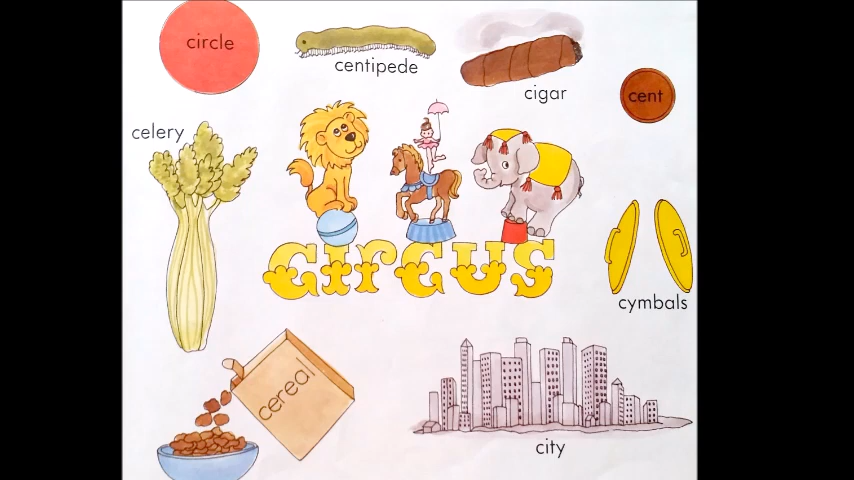 circle
centipede
cigar
cent
celery
CIRCUS
cymbals
cereal
city